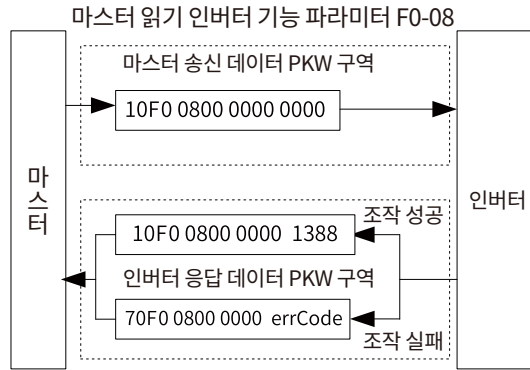 마스터 읽기 인버터 기능 파라미터 F0-08
마스터 송신 데이터 PKW 구역
10F0 0800 0000 0000
마스터
인버터
조작 성공
10F0 0800 0000 1388
인버터 응답 데이터 PKW 구역
70F0 0800 0000 errCode
조작 실패